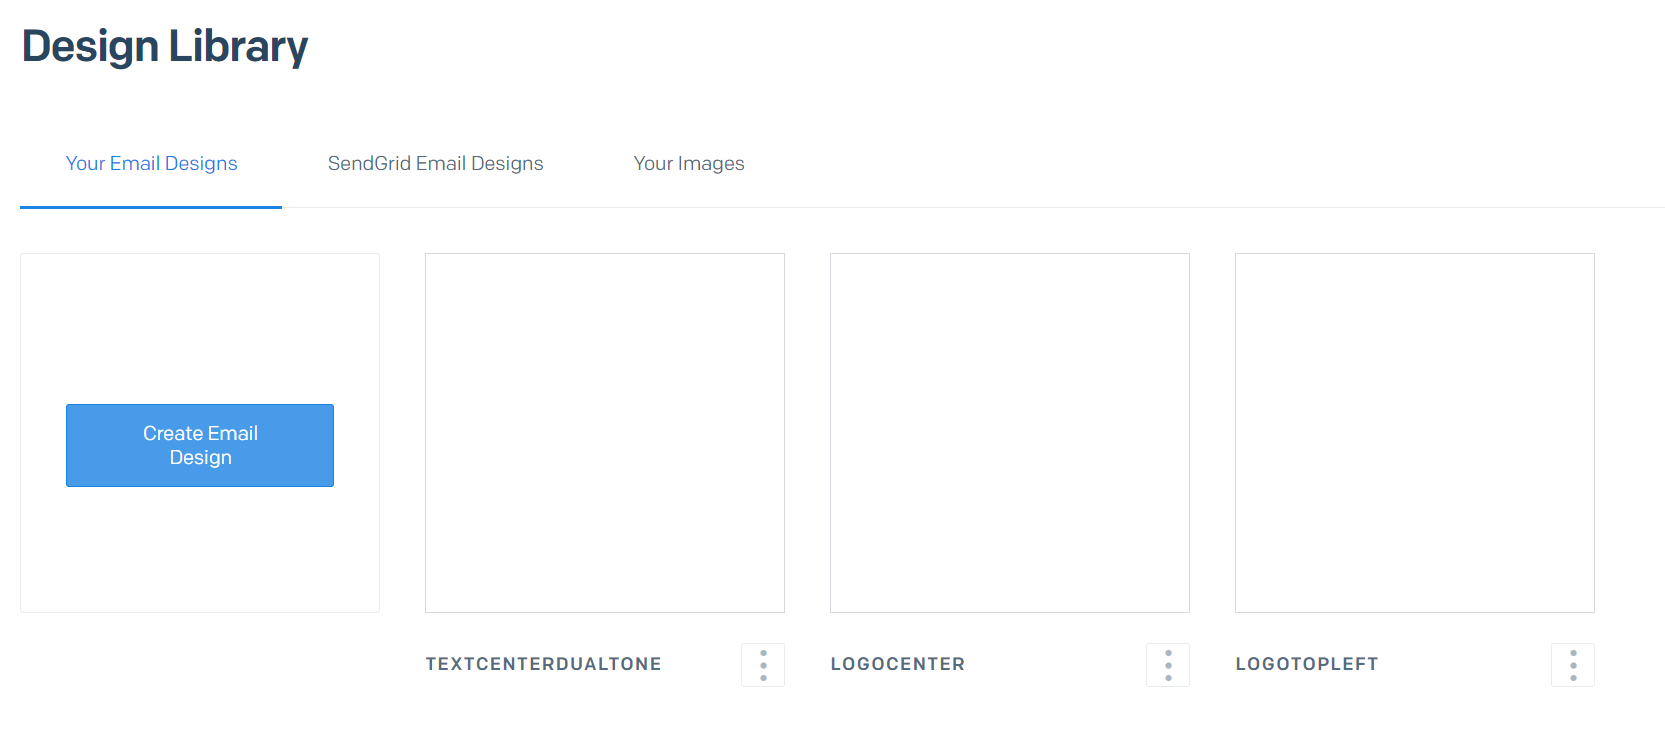 Design Library
Your Email Designs
SendGrid Email Designs
Your Images
Create Email
Design
TEXTCENTERDUALTONE
LOGOCENTER
LOGOTOPLEFT